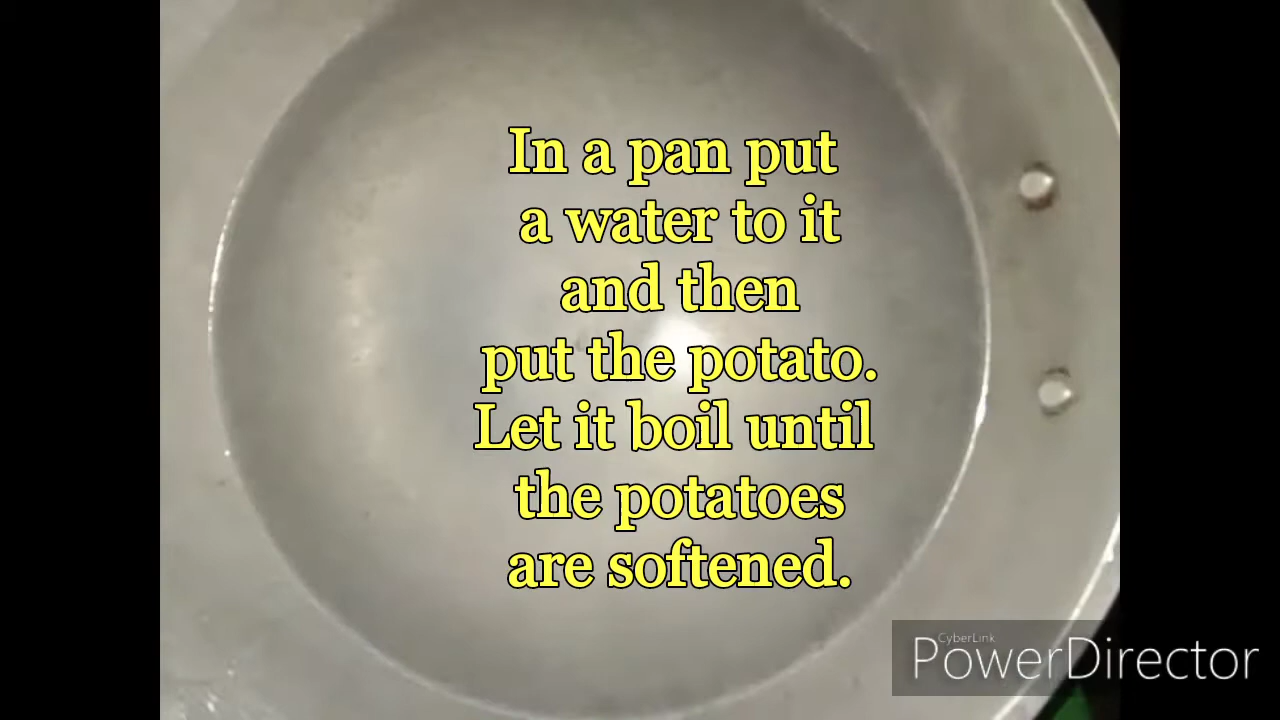 In a pan put
a water to it
and then
put the potato.
Let it boil until
the potatoes
are softened.
CyberLink
PowerDirector